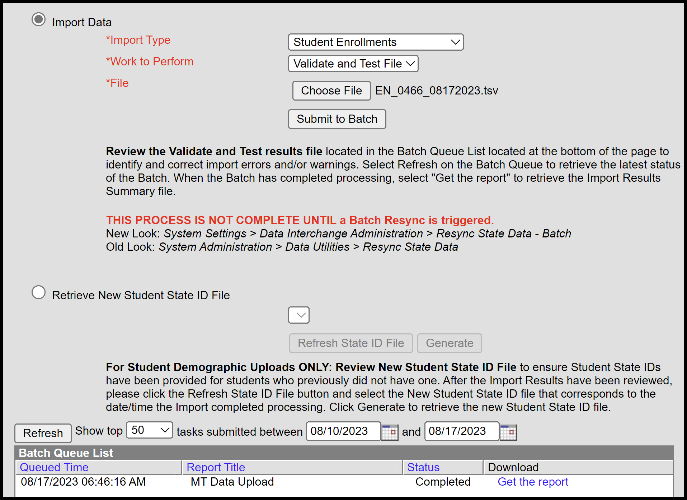 Import Data
*Import Type Student Enrollments
*Work to Perform Validate and Test File
*File Choose File EN_0466_08172023.tsv
Submit to Batch
Review the Validate and Test results file located in the Batch Queue List located at the bottom of the page to
identify and correct import errors and/or warnings. Select Refresh on the Batch Queue to retrieve the latest status
of the Batch. When the Batch has completed processing, select "Get the report" to retrieve the Import Results
Summary file.
THIS PROCESS IS NOT COMPLETE UNTIL a Batch Resync is triggered.
New Look: System Settings > Data Interchange Administration > Resync State Data - Batch
Old Look: System Administration > Data Utilities > Resync State Data
Retrieve New Student State ID File
Refresh State ID File Generate
For Student Demographic Uploads ONLY: Review New Student State ID File to ensure Student State IDs
have been provided for students who previously did not have one. After the Import Results have been reviewed,
please click the Refresh State ID File button and select the New Student State ID file that corresponds to the
date/time the Import completed processing. Click Generate to retrieve the new Student State ID file.
Refresh Show top 50 tasks submitted between 08/10/2023 and 08/17/2023
Batch Queue List
Queued Time Report Title Status Download
08/17/2023 06:46:16 AM MT Data Upload Completed Get the report